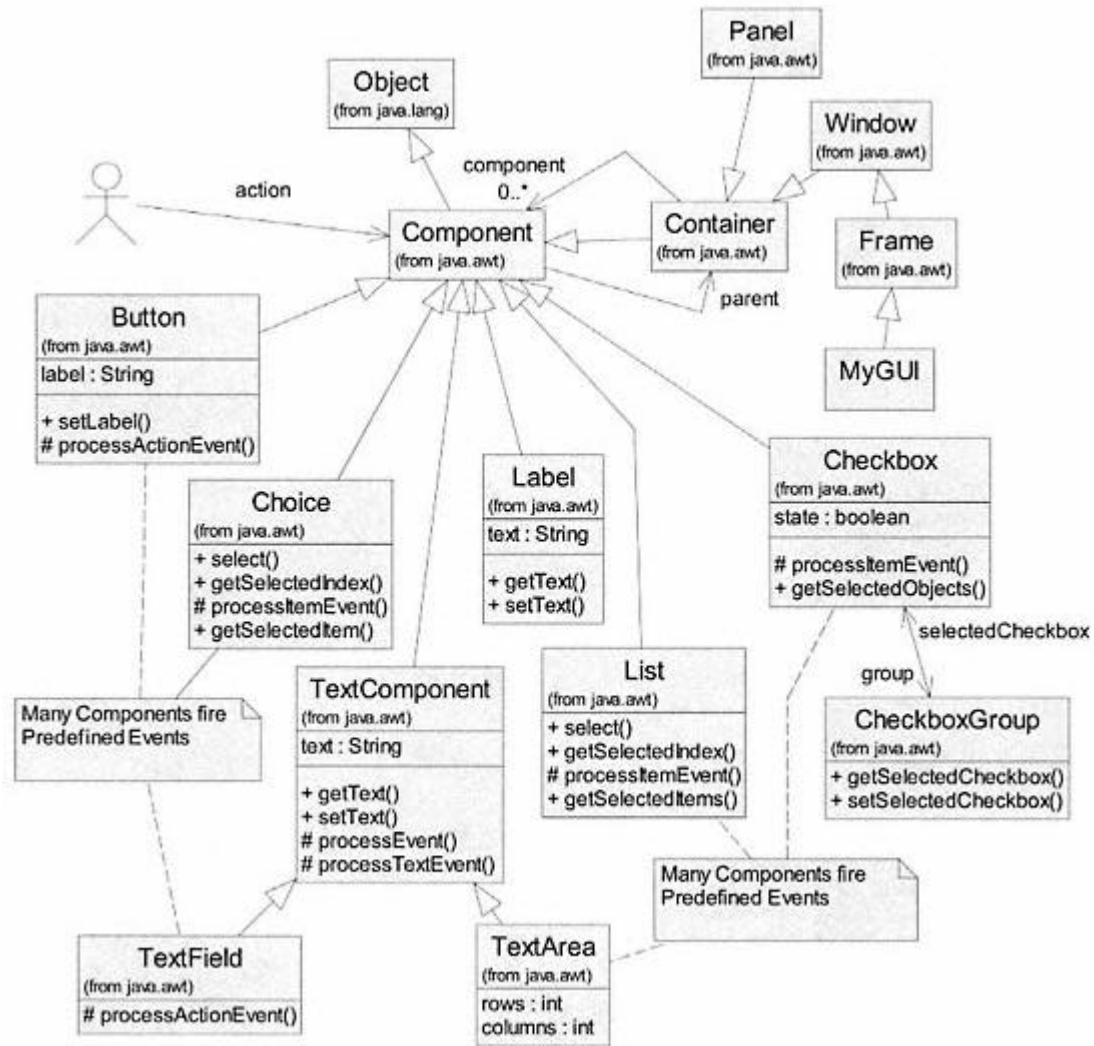 Panel
(from java.awt)
Object
(from java.lang)
Window
(from java.awt)
component
0..*
action
Component
(from java.awt)
Container
(from java.awt)
Frame
(from java.awt)
parent
Button
(from java.awt)
label : String
+ setLabel()
# processActionEvent()
MyGUI
Choice
(from java.awt)
+ select()
+ getSelectedIndex()
# processItemEvent()
+ getSelectedItem()
Label
(from java.awt)
text : String
+ getText()
+ setText()
Checkbox
(from java.awt)
state : boolean
# processItemEvent()
+ getSelectedObjects()
selectedCheckbox
group
TextComponent
(from java.awt)
text : String
+ getText()
+ setText()
# processEvent()
# processTextEvent()
List
(from java.awt)
+ select()
+ getSelectedIndex()
# processItemEvent()
+ getSelectedItems()
CheckboxGroup
(from java.awt)
+ getSelectedCheckbox()
+ setSelectedCheckbox()
Many Components fire
Predefined Events
Many Components fire
Predefined Events
TextField
(from java.awt)
# processActionEvent()
TextArea
(from java.awt)
rows : int
columns : int